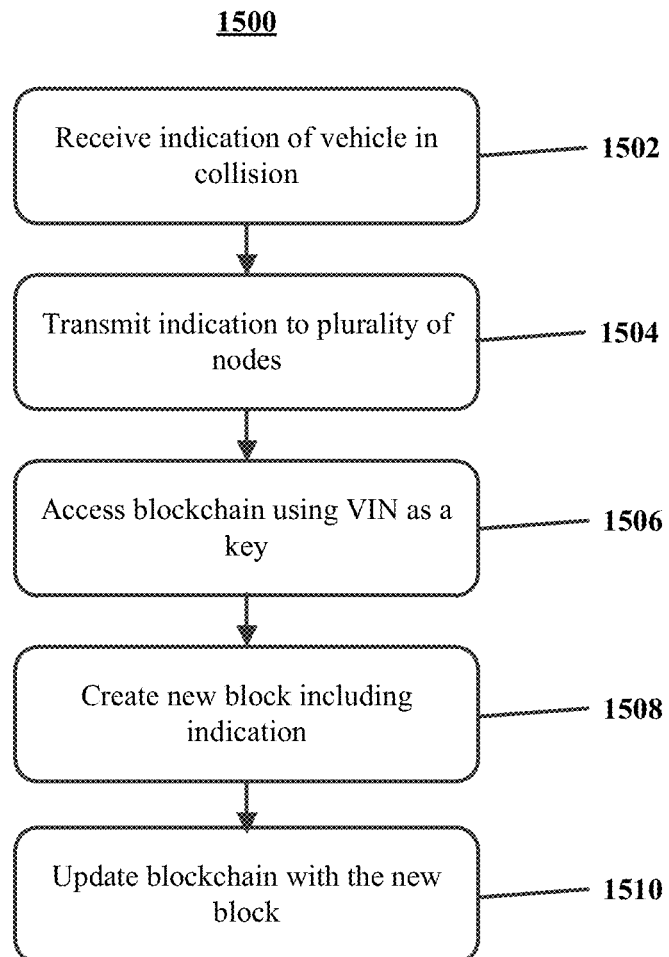 1500
Receive indication of vehicle in
collision
1502
Transmit indication to plurality of
nodes
1504
Access blockchain using VIN as a
key
1506
Create new block including
indication
1508
Update blockchain with the new
block
1510